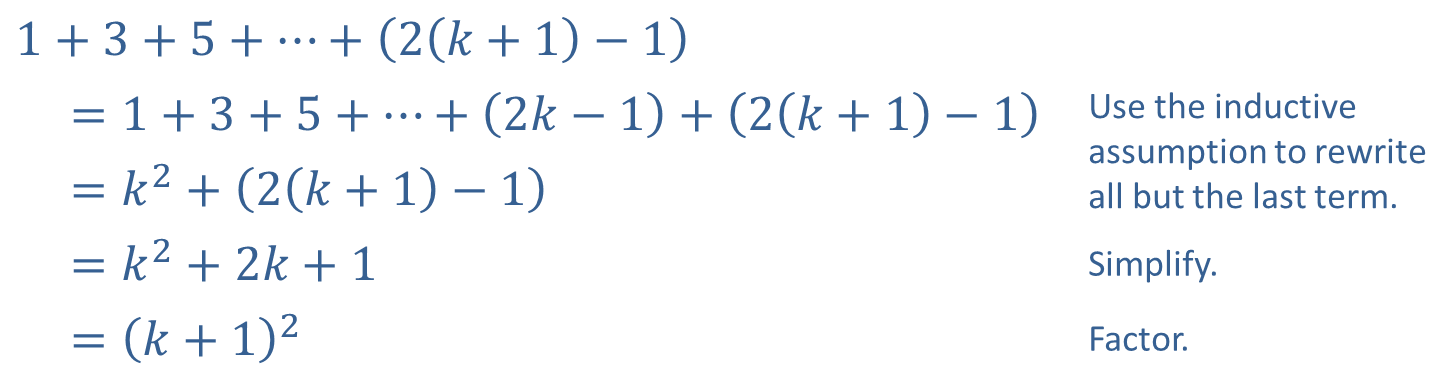 1 + 3 + 5 + ⋯ + (2(k + 1) − 1)
= 1 + 3 + 5 + ⋯ + (2k − 1) + (2(k + 1) − 1)
Use the inductive
assumption to rewrite
all but the last term.
= k² + (2(k + 1) − 1)
= k² + 2k + 1
Simplify.
= (k + 1)²
Factor.